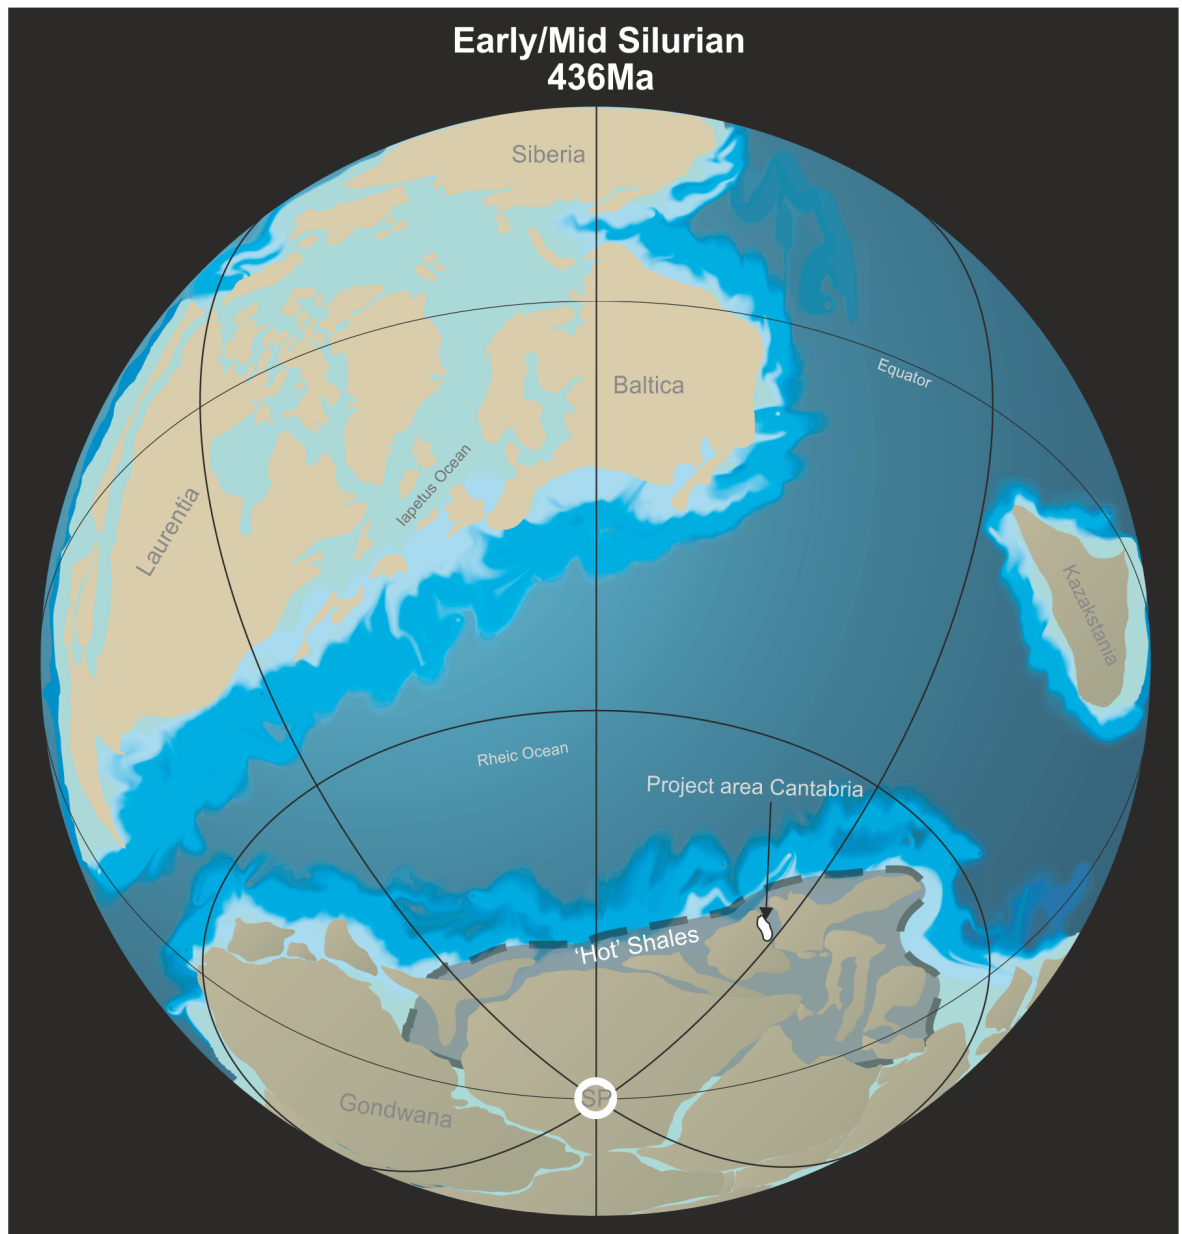 Early/Mid Silurian
436Ma
Siberia
Equator
Baltica
Iapetus Ocean
Laurentia
Kazakstania
Rheic Ocean
Project area Cantabria
'Hot' Shales
SP
Gondwana